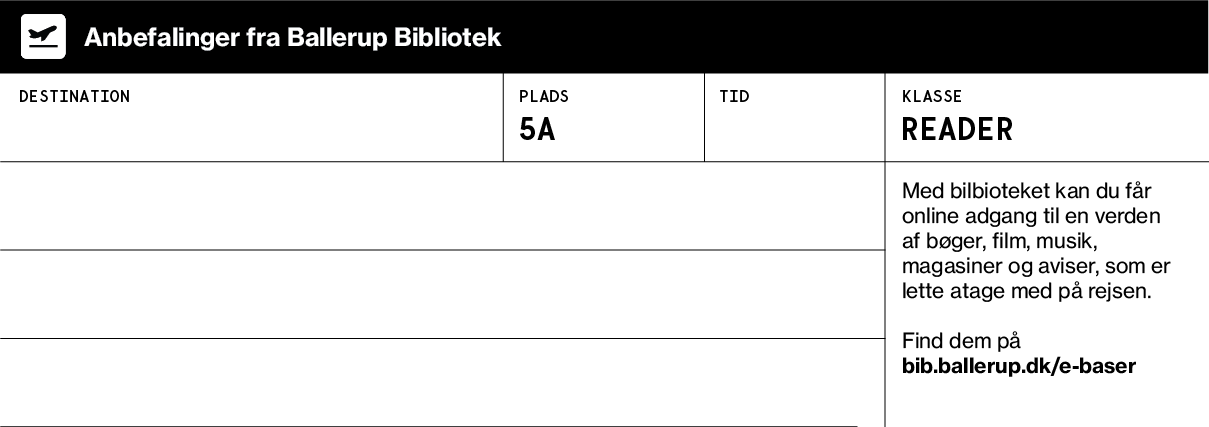 Anbefalinger fra Ballerup Bibliotek
DESTINATION
PLADS
5A
TID
KLASSE
READER
Med bilbioteket kan du får
online adgang til en verden
af bøger, film, musik,
magasiner og aviser, som er
lette atage med på rejsen.
Find dem på
bib.ballerup.dk/e-baser